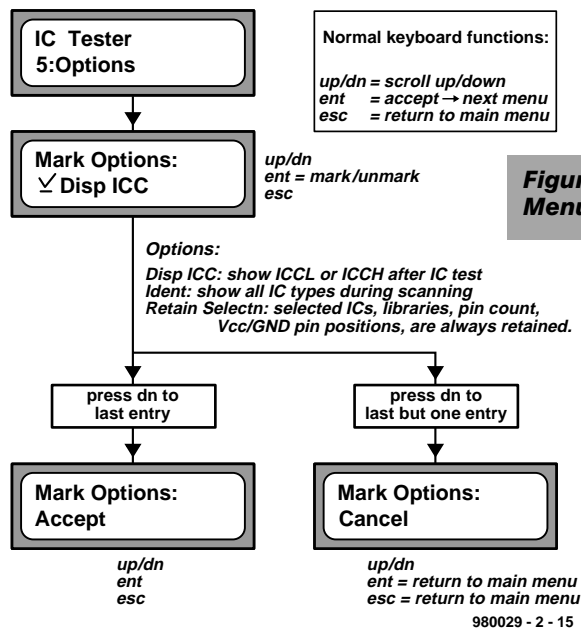 IC Tester
5:Options
Normal keyboard functions:
up/dn = scroll up/down
ent = accept → next menu
esc = return to main menu
Mark Options:
✓ Disp ICC
up/dn
ent = mark/unmark
esc
Menu
Options:
Disp ICC: show ICCL or ICCH after IC test
Ident: show all IC types during scanning
Retain Selectn: selected ICs, libraries, pin count,
Vcc/GND pin positions, are always retained.
press dn to
last entry
press dn to
last but one entry
Mark Options:
Accept
Mark Options:
Cancel
up/dn
ent
esc
up/dn
ent = return to main menu
esc = return to main menu
980029 - 2 - 15